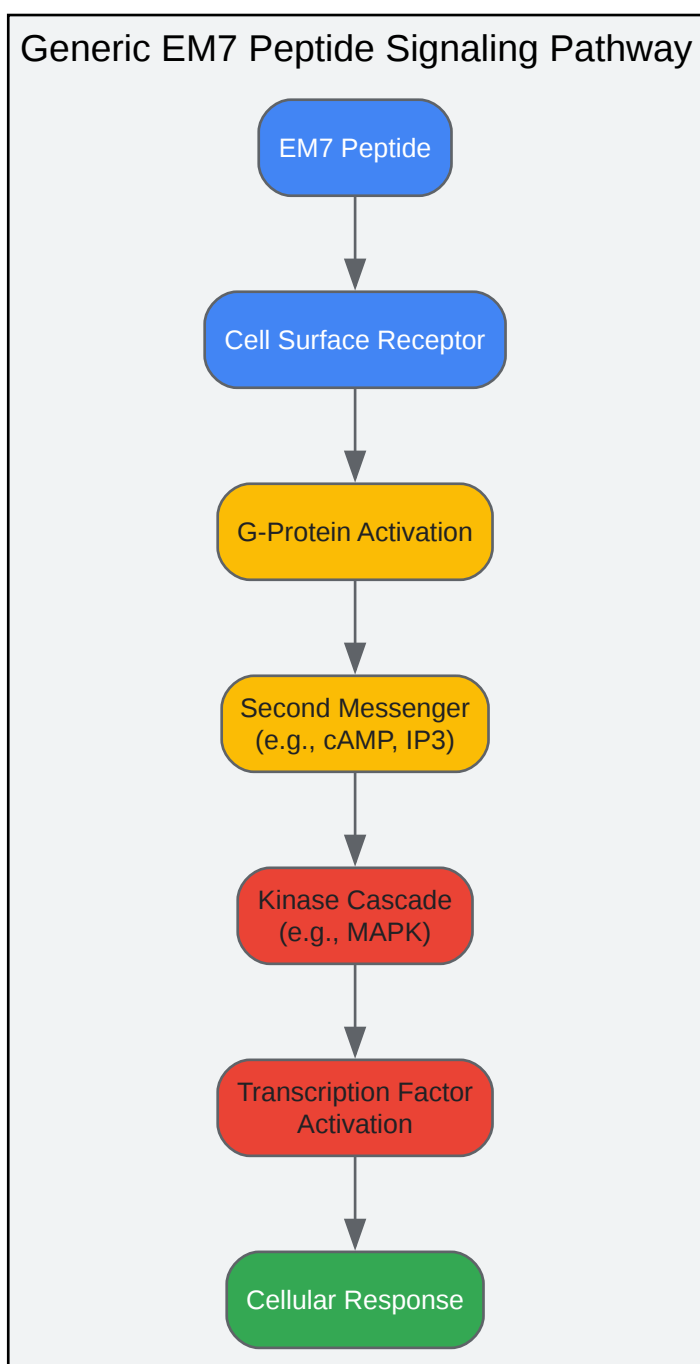 Generic EM7 Peptide Signaling Pathway
EM7 Peptide
Cell Surface Receptor
G-Protein Activation
Second Messenger
(e.g., cAMP, IP3)
Kinase Cascade
(e.g., MAPK)
Transcription Factor
Activation
Cellular Response